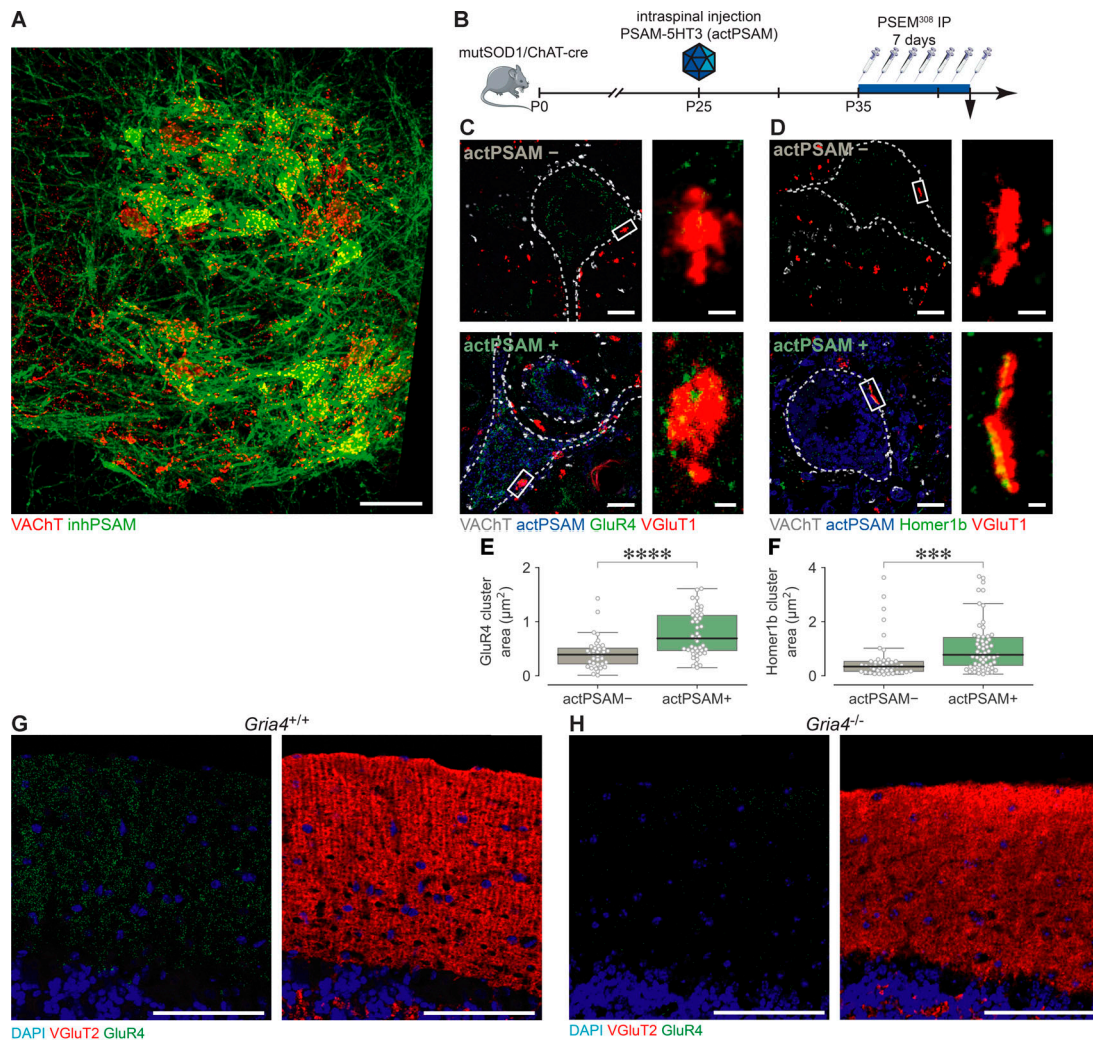 A
VAChT inhPSAM
B
mutSOD1/ChAT-cre
intraspinal injection
PSAM-5HT3 (actPSAM)
PSEM³⁰⁸ IP
7 days
P0
P25
P35
C
actPSAM −
actPSAM +
VAChT actPSAM GluR4 VGluT1
D
actPSAM −
actPSAM +
VAChT actPSAM Homer1b VGluT1
E
GluR4 cluster
area (µm²)
2
1
0
****
actPSAM−
actPSAM+
F
Homer1b cluster
area (µm²)
4
2
0
***
actPSAM−
actPSAM+
G
Gria4⁺/⁺
DAPI VGluT2 GluR4
H
Gria4⁻/⁻
DAPI VGluT2 GluR4